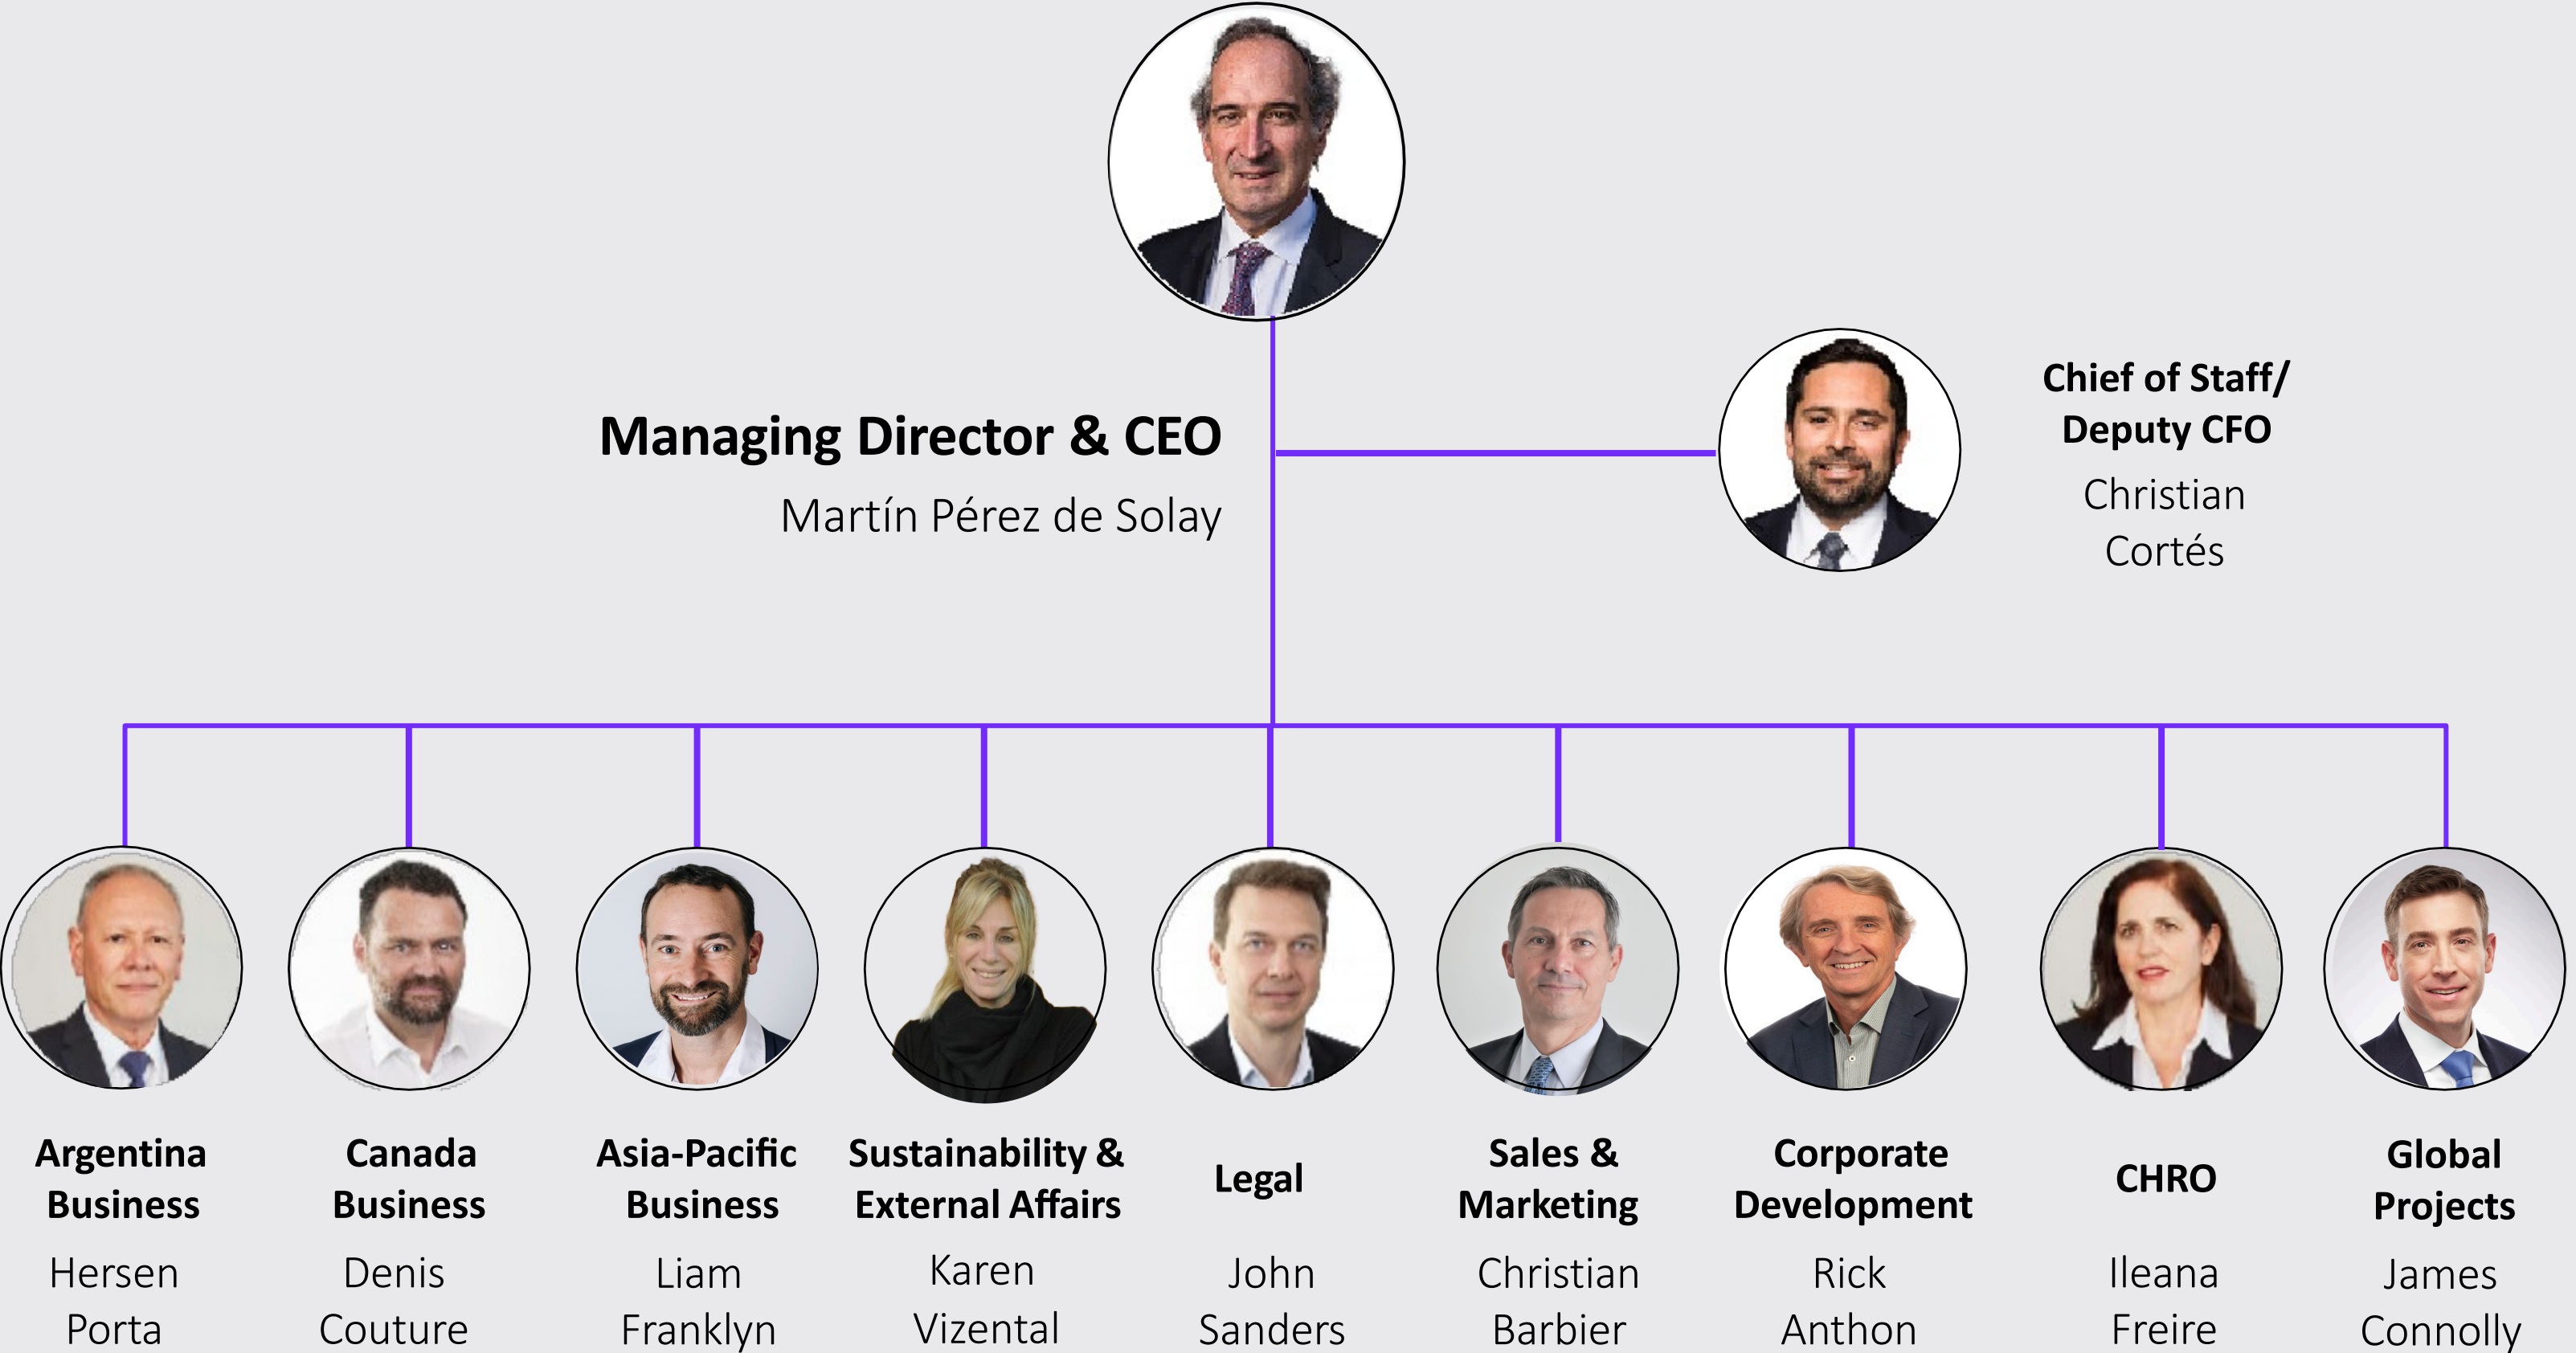 Managing Director & CEO
Martín Pérez de Solay
Chief of Staff/
Deputy CFO
Christian
Cortés
Argentina
Business
Hersen
Porta
Canada
Business
Denis
Couture
Asia-Pacific
Business
Liam
Franklyn
Sustainability &
External Affairs
Karen
Vizental
Legal
John
Sanders
Sales &
Marketing
Christian
Barbier
Corporate
Development
Rick
Anthon
CHRO
Ileana
Freire
Global
Projects
James
Connolly